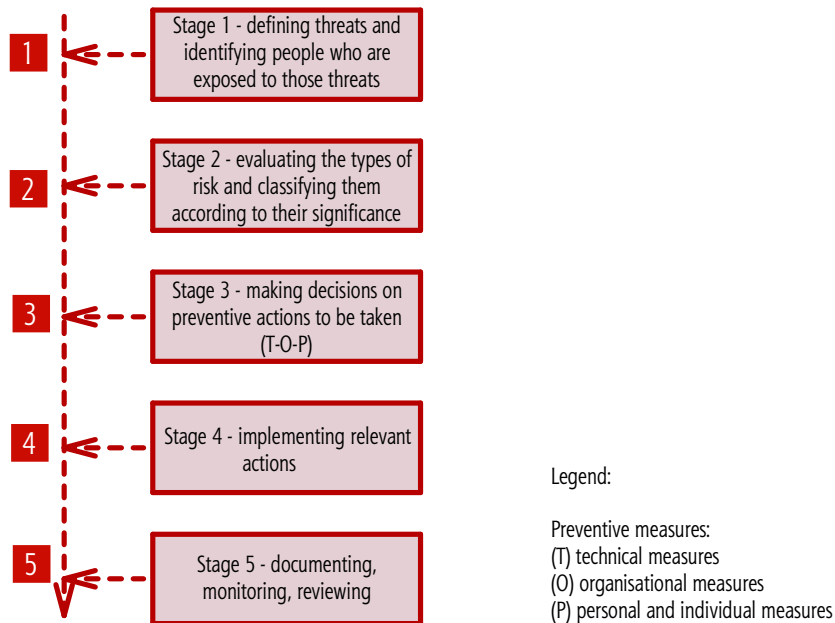 1
Stage 1 - defining threats and
identifying people who are
exposed to those threats
2
Stage 2 - evaluating the types of
risk and classifying them
according to their significance
3
Stage 3 - making decisions on
preventive actions to be taken
(T-O-P)
4
Stage 4 - implementing relevant
actions
5
Stage 5 - documenting,
monitoring, reviewing
Legend:
Preventive measures:
(T) technical measures
(O) organisational measures
(P) personal and individual measures